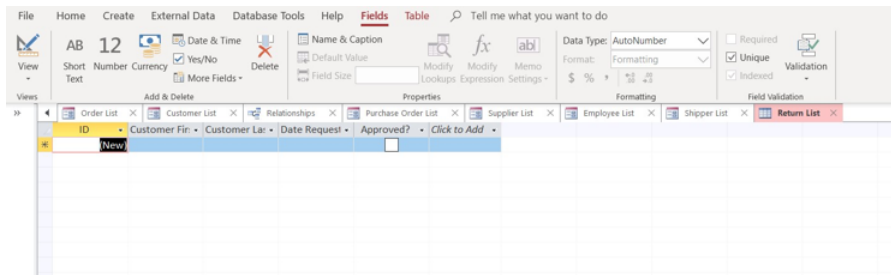 File Home Create External Data Database Tools Help Fields Table Tell me what you want to do
View
Views
AB Short Text
12 Number
Currency
Date & Time
Yes/No
More Fields
Delete
Add & Delete
Name & Caption
Default Value
Field Size
Modify Lookups
fx Modify Expression
ab Memo Settings
Properties
Data Type: AutoNumber
Format: Formatting
$ % ,
Formatting
Required
Unique
Indexed
Validation
Field Validation
Order List Customer List Relationships Purchase Order List Supplier List Employee List Shipper List Return List
ID Customer Fir: Customer La: Date Request Approved? Click to Add
(New)